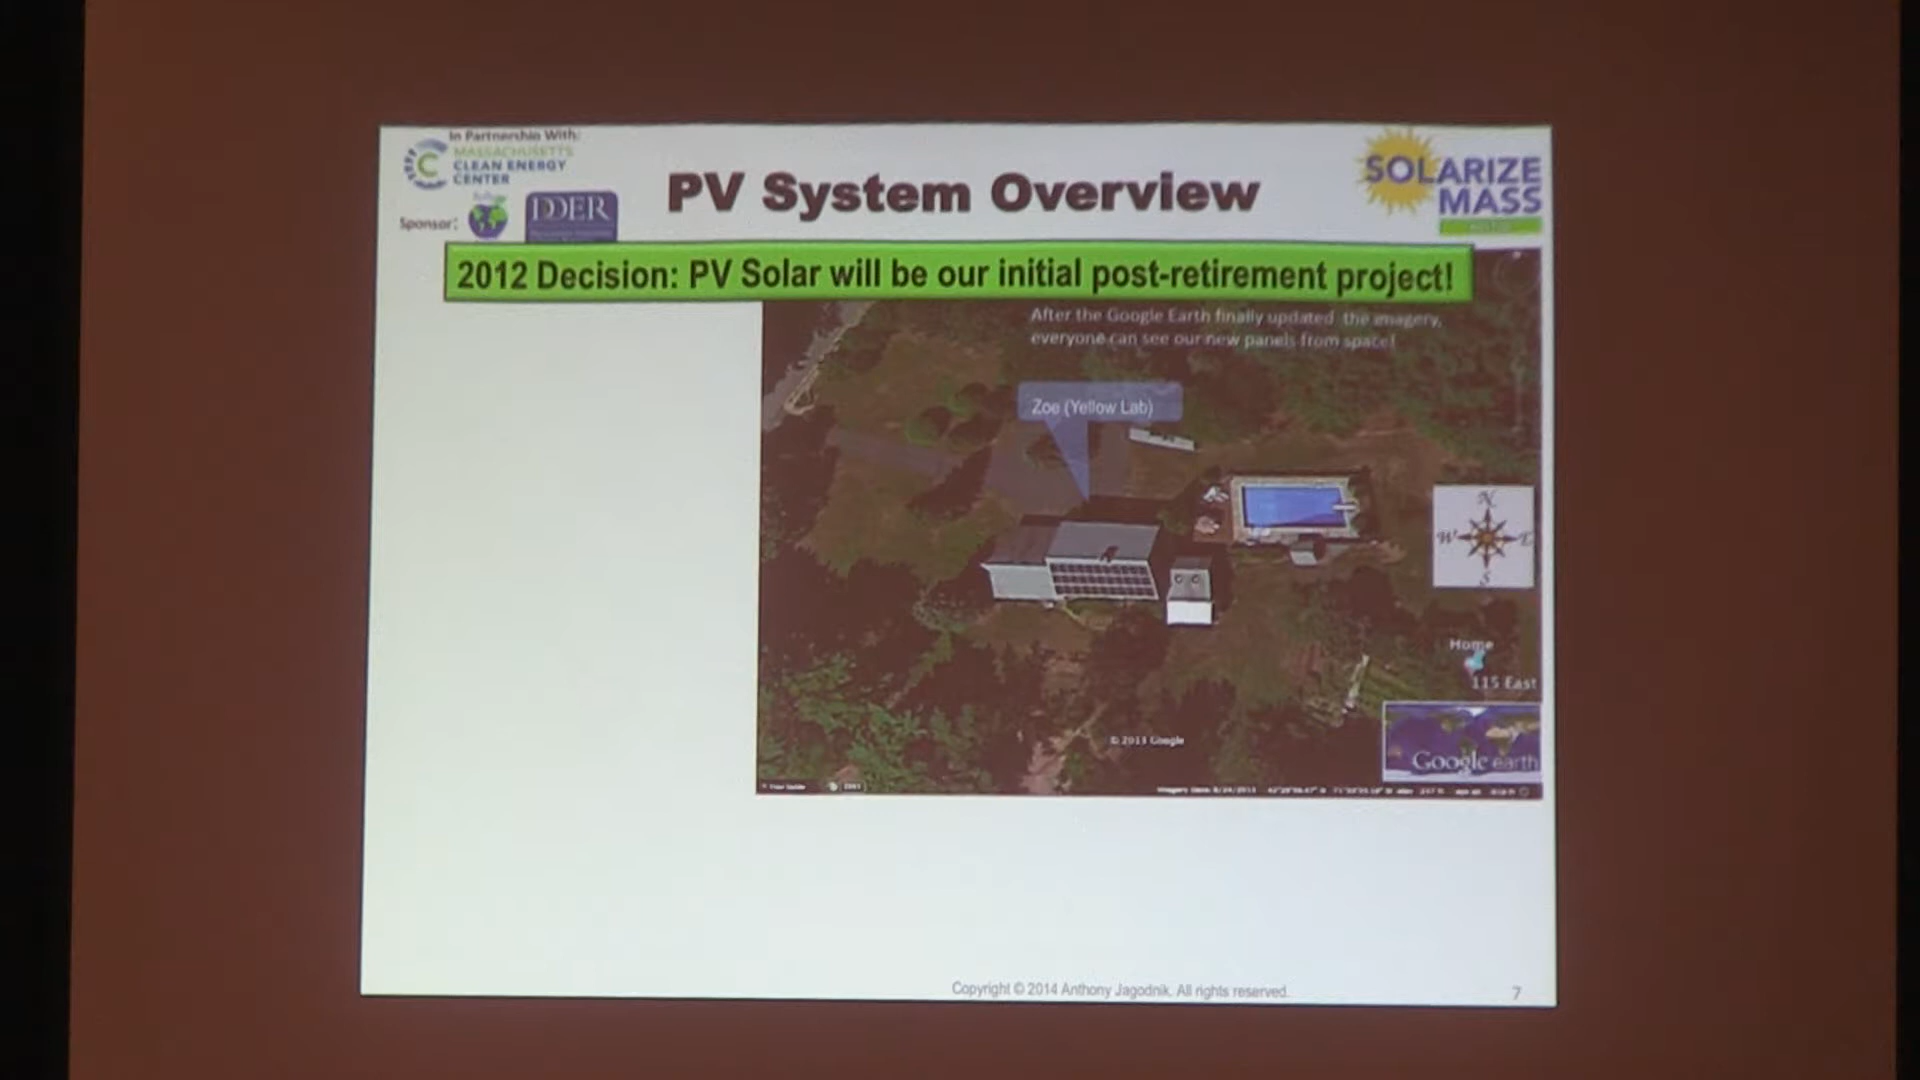 In Partnership With:
MASSACHUSETTS
CLEAN ENERGY
CENTER
Sponsor:
DOER
PV System Overview
SOLARIZE
MASS
2012 Decision: PV Solar will be our initial post-retirement project!
After the Google Earth finally updated the imagery,
everyone can see our new panels from space!
Zoe (Yellow Lab)
N
W
E
S
Home
115 East
© 2013 Google
Google earth
Copyright © 2014 Anthony Jagodnik. All rights reserved.
7